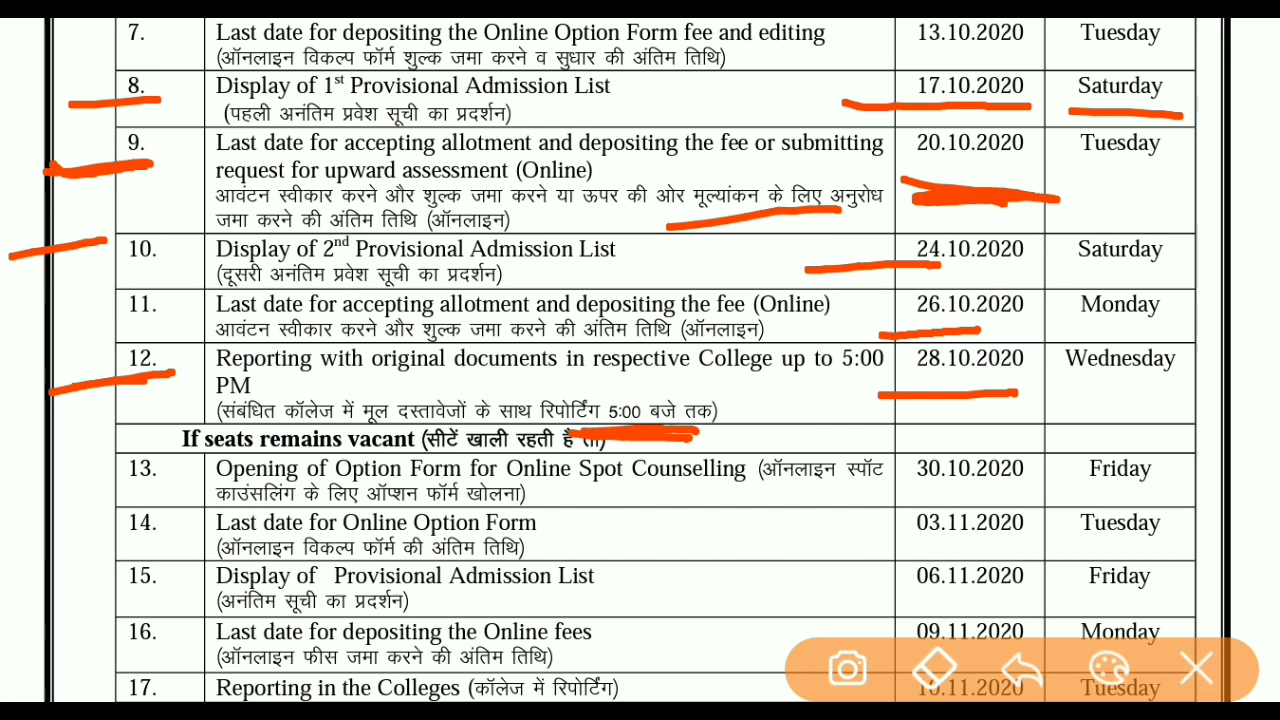 7. Last date for depositing the Online Option Form fee and editing 13.10.2020 Tuesday
(ऑनलाइन विकल्प फॉर्म शुल्क जमा करने व सुधार की अंतिम तिथि)
8. Display of 1st Provisional Admission List 17.10.2020 Saturday
(पहली अनंतिम प्रवेश सूची का प्रदर्शन)
9. Last date for accepting allotment and depositing the fee or submitting 20.10.2020 Tuesday
request for upward assessment (Online)
आवंटन स्वीकार करने और शुल्क जमा करने या ऊपर की ओर मूल्यांकन के लिए अनुरोध
जमा करने की अंतिम तिथि (ऑनलाइन)
10. Display of 2nd Provisional Admission List 24.10.2020 Saturday
(दूसरी अनंतिम प्रवेश सूची का प्रदर्शन)
11. Last date for accepting allotment and depositing the fee (Online) 26.10.2020 Monday
आवंटन स्वीकार करने और शुल्क जमा करने की अंतिम तिथि (ऑनलाइन)
12. Reporting with original documents in respective College up to 5:00 28.10.2020 Wednesday
PM
(संबंधित कॉलेज में मूल दस्तावेजों के साथ रिपोर्टिंग 5:00 बजे तक)
If seats remains vacant (सीटें खाली रहती है तो)
13. Opening of Option Form for Online Spot Counselling (ऑनलाइन स्पॉट 30.10.2020 Friday
काउंसलिंग के लिए ऑप्शन फॉर्म खोलना)
14. Last date for Online Option Form 03.11.2020 Tuesday
(ऑनलाइन विकल्प फॉर्म की अंतिम तिथि)
15. Display of Provisional Admission List 06.11.2020 Friday
(अनंतिम सूची का प्रदर्शन)
16. Last date for depositing the Online fees 09.11.2020 Monday
(ऑनलाइन फीस जमा करने की अंतिम तिथि)
17. Reporting in the Colleges (कॉलेज में रिपोर्टिंग) 10.11.2020 Tuesday